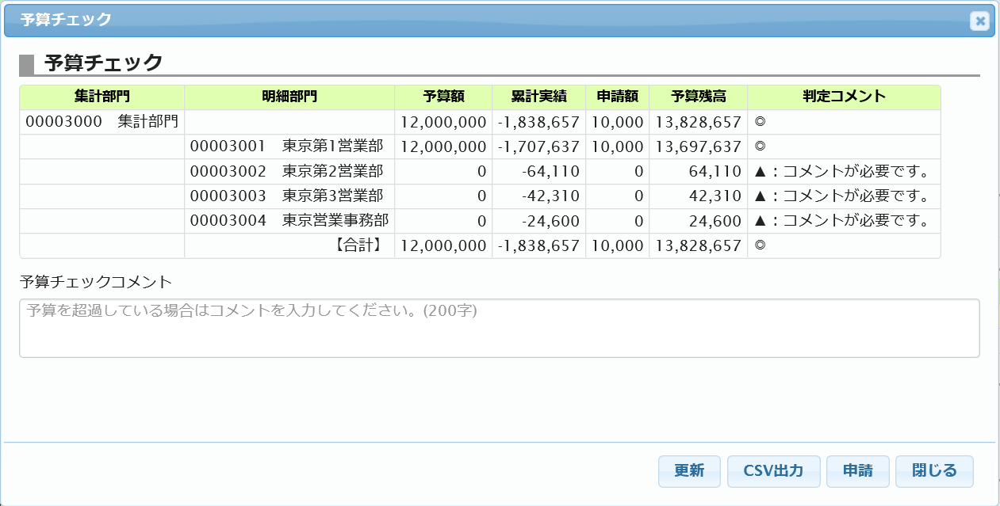 予算チェック
予算チェック
集計部門 明細部門 予算額 累計実績 申請額 予算残高 判定コメント
00003000 集計部門 12,000,000 -1,838,657 10,000 13,828,657 ◎
00003001 東京第1営業部 12,000,000 -1,707,637 10,000 13,697,637 ◎
00003002 東京第2営業部 0 -64,110 0 64,110 ▲：コメントが必要です。
00003003 東京第3営業部 0 -42,310 0 42,310 ▲：コメントが必要です。
00003004 東京営業事務部 0 -24,600 0 24,600 ▲：コメントが必要です。
【合計】 12,000,000 -1,838,657 10,000 13,828,657 ◎
予算チェックコメント
予算を超過している場合はコメントを入力してください。(200字)
更新 CSV出力 申請 閉じる